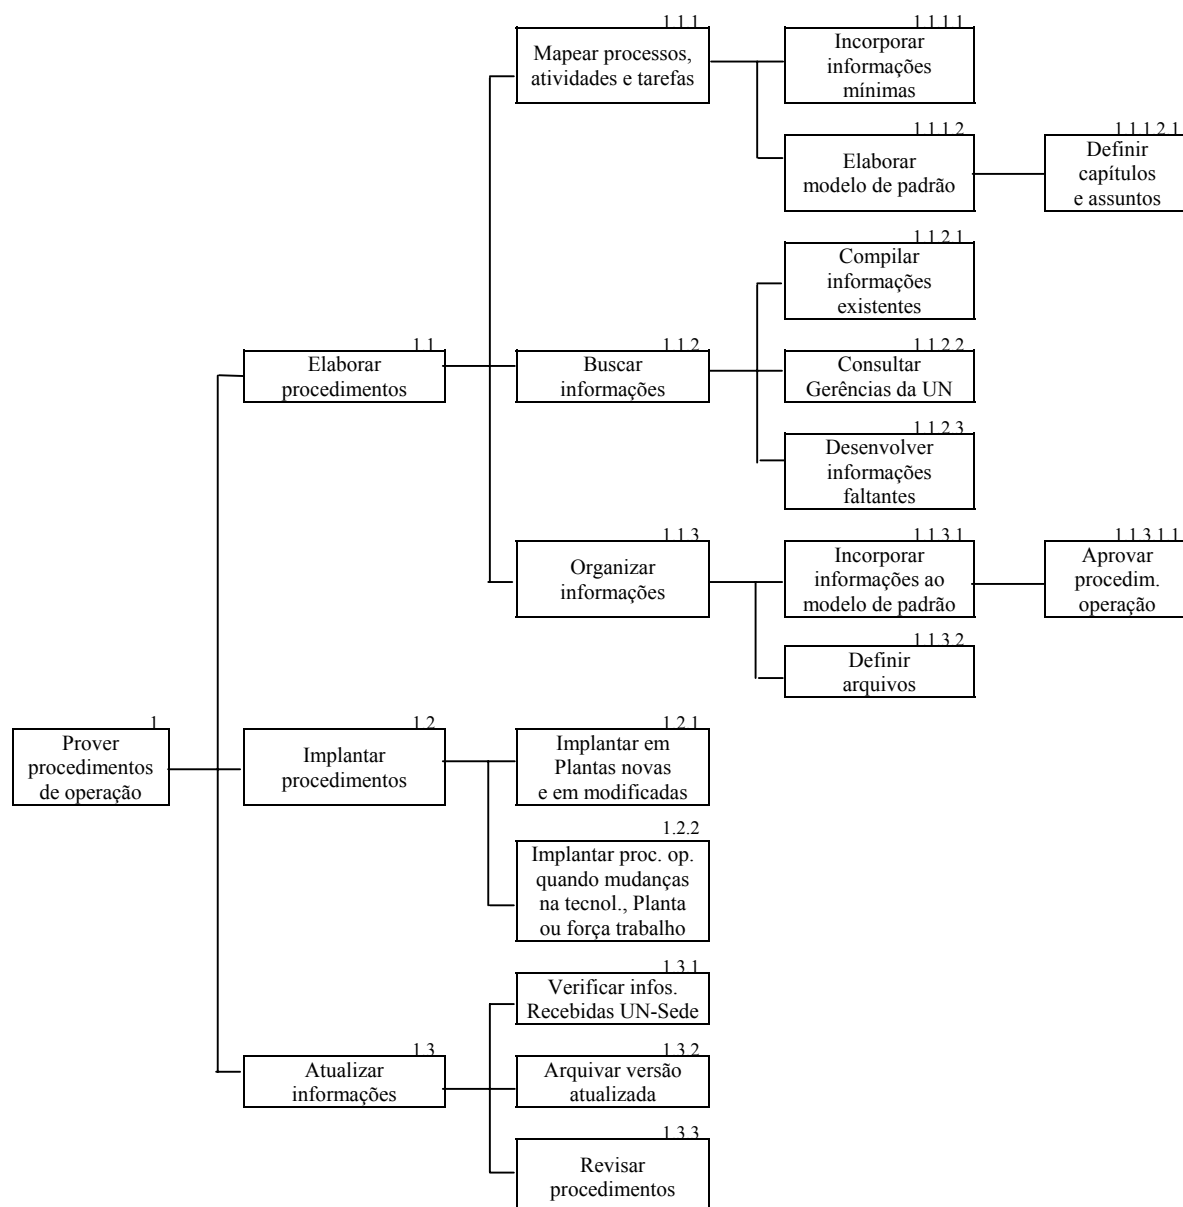 1.1.1
Mapear processos,
atividades e tarefas
1.1.1.1
Incorporar
informações
mínimas
1.1.1.2
Elaborar
modelo de padrão
1.1.1.2.1
Definir
capítulos
e assuntos
1.1.2.1
Compilar
informações
existentes
1.1
Elaborar
procedimentos
1.1.2
Buscar
informações
1.1.2.2
Consultar
Gerências da UN
1.1.2.3
Desenvolver
informações
faltantes
1.1.3
Organizar
informações
1.1.3.1
Incorporar
informações ao
modelo de padrão
1.1.3.1.1
Aprovar
procedim.
operação
1.1.3.2
Definir
arquivos
1
Prover
procedimentos
de operação
1.2
Implantar
procedimentos
1.2.1
Implantar em
Plantas novas
e em modificadas
1.2.2
Implantar proc. op.
quando mudanças
na tecnol., Planta
ou força trabalho
1.3.1
Verificar infos.
Recebidas UN-Sede
1.3
Atualizar
informações
1.3.2
Arquivar versão
atualizada
1.3.3
Revisar
procedimentos